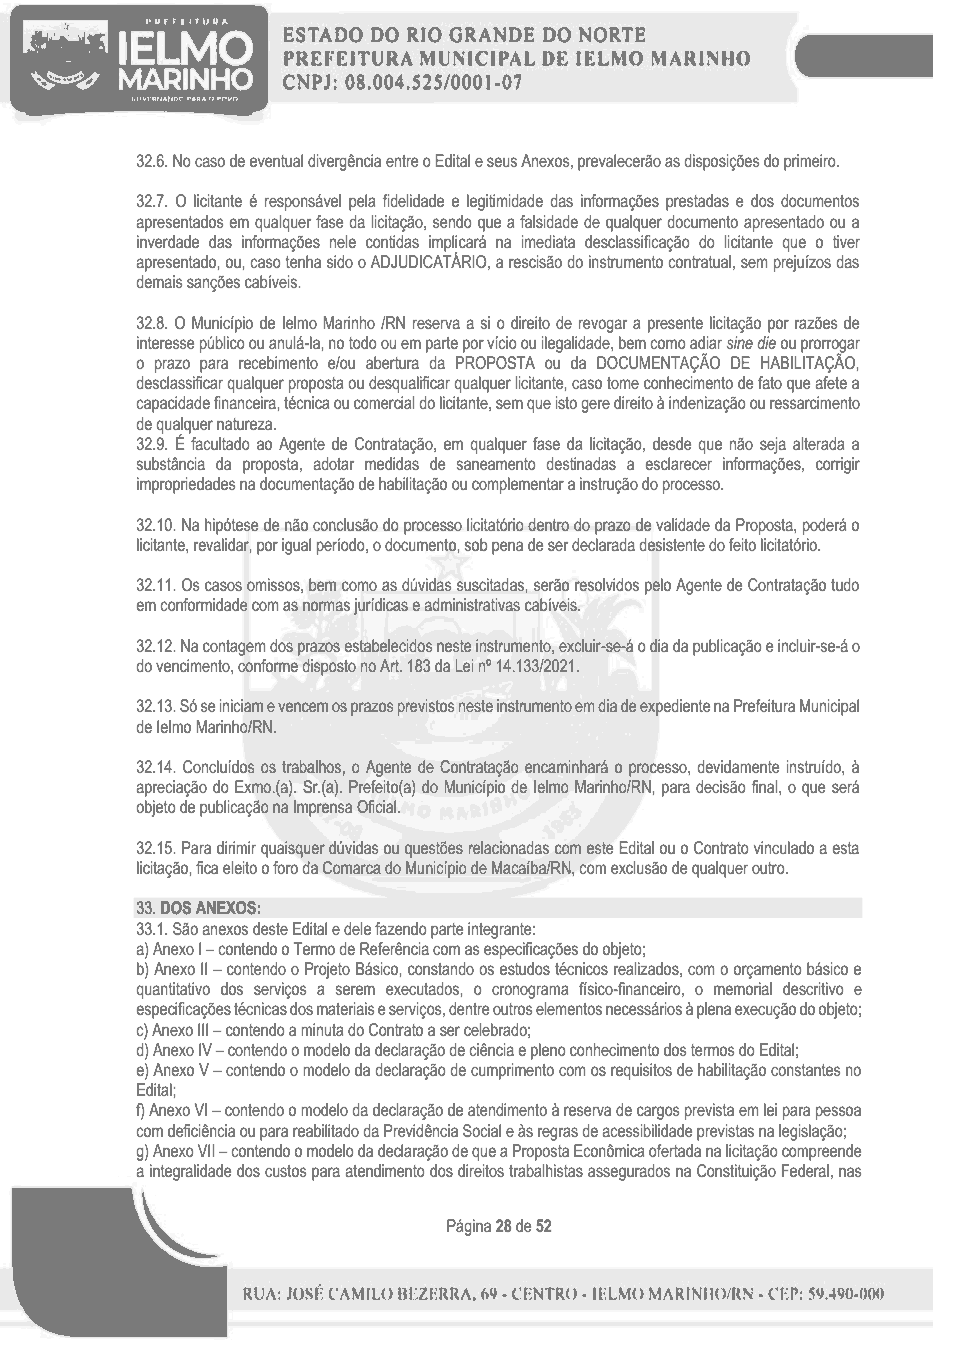 PREFEITURA
IELMO
MARINHO
GOVERNANDO PARA O POVO
ESTADO DO RIO GRANDE DO NORTE
PREFEITURA MUNICIPAL DE IELMO MARINHO
CNPJ: 08.004.525/0001-07
32.6. No caso de eventual divergência entre o Edital e seus Anexos, prevalecerão as disposições do primeiro.
32.7. O licitante é responsável pela fidelidade e legitimidade das informações prestadas e dos documentos
apresentados em qualquer fase da licitação, sendo que a falsidade de qualquer documento apresentado ou a
inverdade das informações nele contidas implicará na imediata desclassificação do licitante que o tiver
apresentado, ou, caso tenha sido o ADJUDICATÁRIO, a rescisão do instrumento contratual, sem prejuízos das
demais sanções cabíveis.
32.8. O Município de Ielmo Marinho /RN reserva a si o direito de revogar a presente licitação por razões de
interesse público ou anulá-la, no todo ou em parte por vício ou ilegalidade, bem como adiar sine die ou prorrogar
o prazo para recebimento e/ou abertura da PROPOSTA ou da DOCUMENTAÇÃO DE HABILITAÇÃO,
desclassificar qualquer proposta ou desqualificar qualquer licitante, caso tome conhecimento de fato que afete a
capacidade financeira, técnica ou comercial do licitante, sem que isto gere direito à indenização ou ressarcimento
de qualquer natureza.
32.9. É facultado ao Agente de Contratação, em qualquer fase da licitação, desde que não seja alterada a
substância da proposta, adotar medidas de saneamento destinadas a esclarecer informações, corrigir
impropriedades na documentação de habilitação ou complementar a instrução do processo.
32.10. Na hipótese de não conclusão do processo licitatório dentro do prazo de validade da Proposta, poderá o
licitante, revalidar, por igual período, o documento, sob pena de ser declarada desistente do feito licitatório.
32.11. Os casos omissos, bem como as dúvidas suscitadas, serão resolvidos pelo Agente de Contratação tudo
em conformidade com as normas jurídicas e administrativas cabíveis.
32.12. Na contagem dos prazos estabelecidos neste instrumento, excluir-se-á o dia da publicação e incluir-se-á o
do vencimento, conforme disposto no Art. 183 da Lei nº 14.133/2021.
32.13. Só se iniciam e vencem os prazos previstos neste instrumento em dia de expediente na Prefeitura Municipal
de Ielmo Marinho/RN.
32.14. Concluídos os trabalhos, o Agente de Contratação encaminhará o processo, devidamente instruído, à
apreciação do Exmo.(a). Sr.(a). Prefeito(a) do Município de Ielmo Marinho/RN, para decisão final, o que será
objeto de publicação na Imprensa Oficial.
32.15. Para dirimir quaisquer dúvidas ou questões relacionadas com este Edital ou o Contrato vinculado a esta
licitação, fica eleito o foro da Comarca do Município de Macaíba/RN, com exclusão de qualquer outro.
33. DOS ANEXOS:
33.1. São anexos deste Edital e dele fazendo parte integrante:
a) Anexo I – contendo o Termo de Referência com as especificações do objeto;
b) Anexo II – contendo o Projeto Básico, constando os estudos técnicos realizados, com o orçamento básico e
quantitativo dos serviços a serem executados, o cronograma físico-financeiro, o memorial descritivo e
especificações técnicas dos materiais e serviços, dentre outros elementos necessários à plena execução do objeto;
c) Anexo III – contendo a minuta do Contrato a ser celebrado;
d) Anexo IV – contendo o modelo da declaração de ciência e pleno conhecimento dos termos do Edital;
e) Anexo V – contendo o modelo da declaração de cumprimento com os requisitos de habilitação constantes no
Edital;
f) Anexo VI – contendo o modelo da declaração de atendimento à reserva de cargos prevista em lei para pessoa
com deficiência ou para reabilitado da Previdência Social e às regras de acessibilidade previstas na legislação;
g) Anexo VII – contendo o modelo da declaração de que a Proposta Econômica ofertada na licitação compreende
a integralidade dos custos para atendimento dos direitos trabalhistas assegurados na Constituição Federal, nas
Página 28 de 52
RUA: JOSÉ CAMILO BEZERRA, 69 - CENTRO - IELMO MARINHO/RN - CEP: 59.490-000